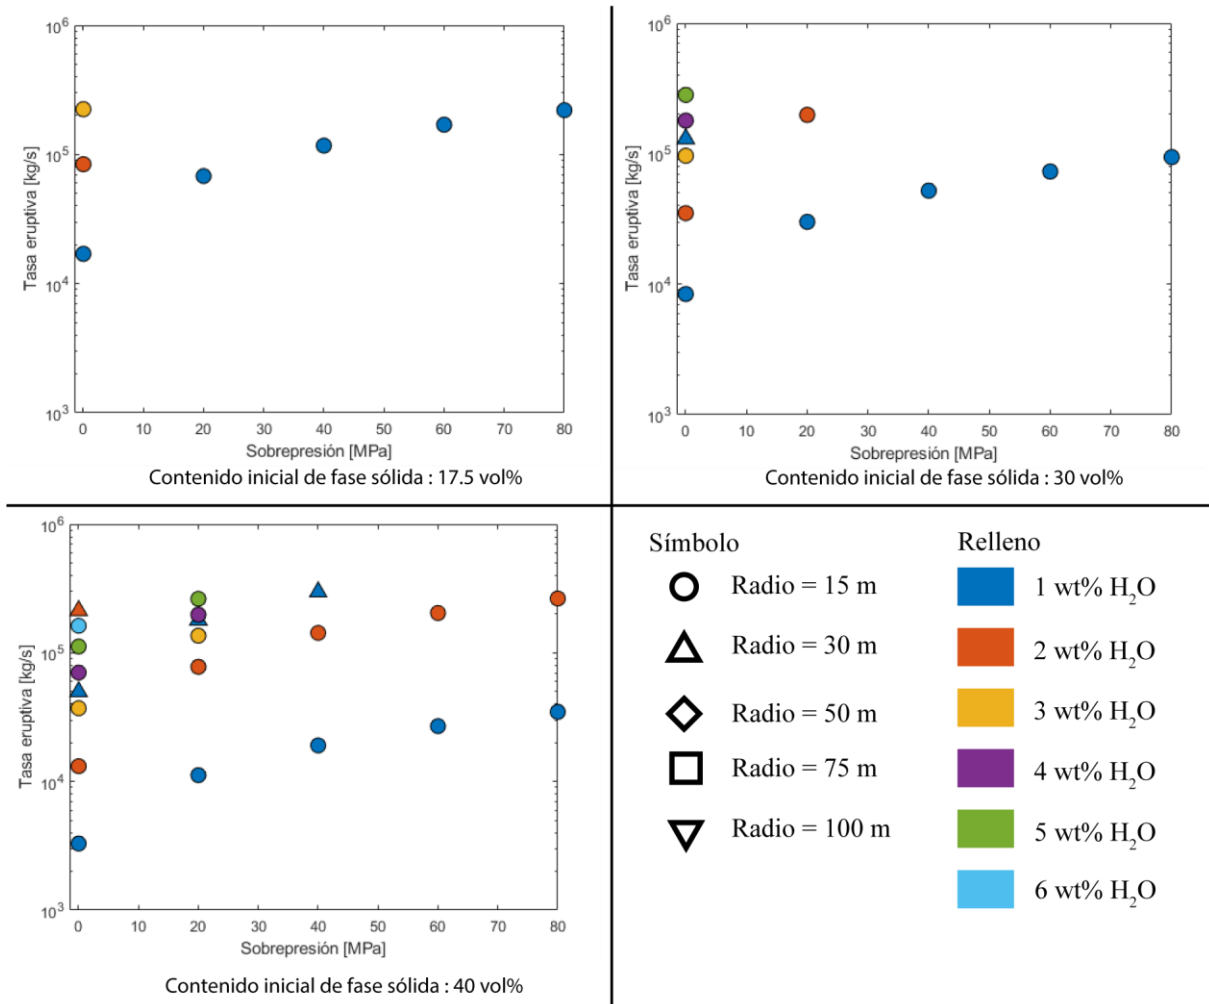 10^6
10^5
10^4
10^3
Tasa eruptiva [kg/s]
0 10 20 30 40 50 60 70 80
Sobrepresión [MPa]
Contenido inicial de fase sólida : 17.5 vol%
10^6
10^5
10^4
10^3
Tasa eruptiva [kg/s]
0 10 20 30 40 50 60 70 80
Sobrepresión [MPa]
Contenido inicial de fase sólida : 30 vol%
10^6
10^5
10^4
10^3
Tasa eruptiva [kg/s]
0 10 20 30 40 50 60 70 80
Sobrepresión [MPa]
Contenido inicial de fase sólida : 40 vol%
Símbolo
Radio = 15 m
Radio = 30 m
Radio = 50 m
Radio = 75 m
Radio = 100 m
Relleno
1 wt% H₂O
2 wt% H₂O
3 wt% H₂O
4 wt% H₂O
5 wt% H₂O
6 wt% H₂O